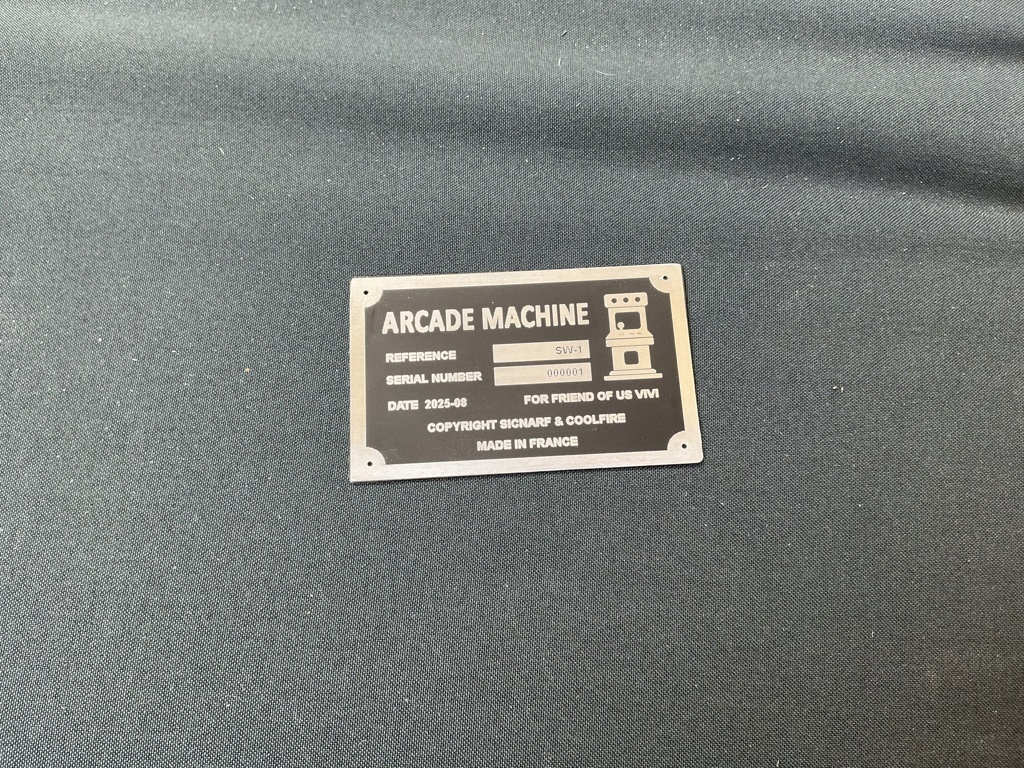 ARCADE MACHINE
REFERENCE SW-1
SERIAL NUMBER 000001
DATE 2025-08 FOR FRIEND OF US VIVI
COPYRIGHT SIGNARF & COOLFIRE
MADE IN FRANCE